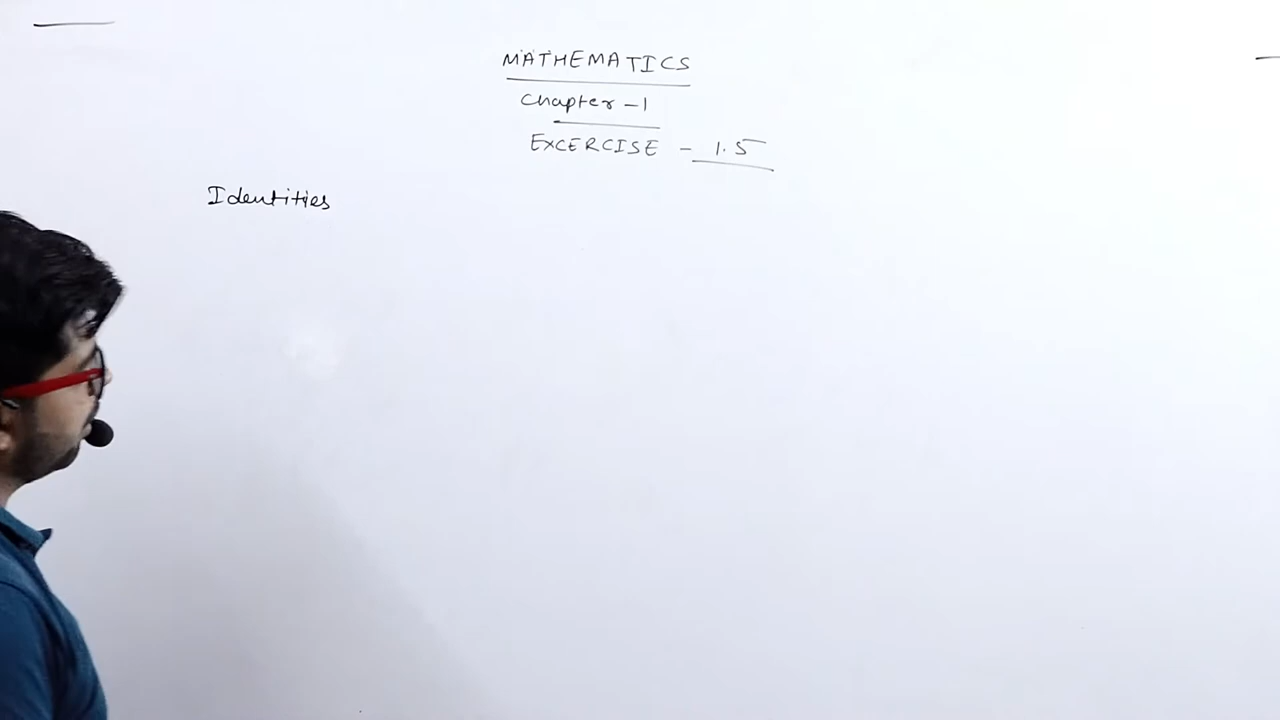 MATHEMATICS
Chapter - 1
EXCERCISE - 1.5
Identities